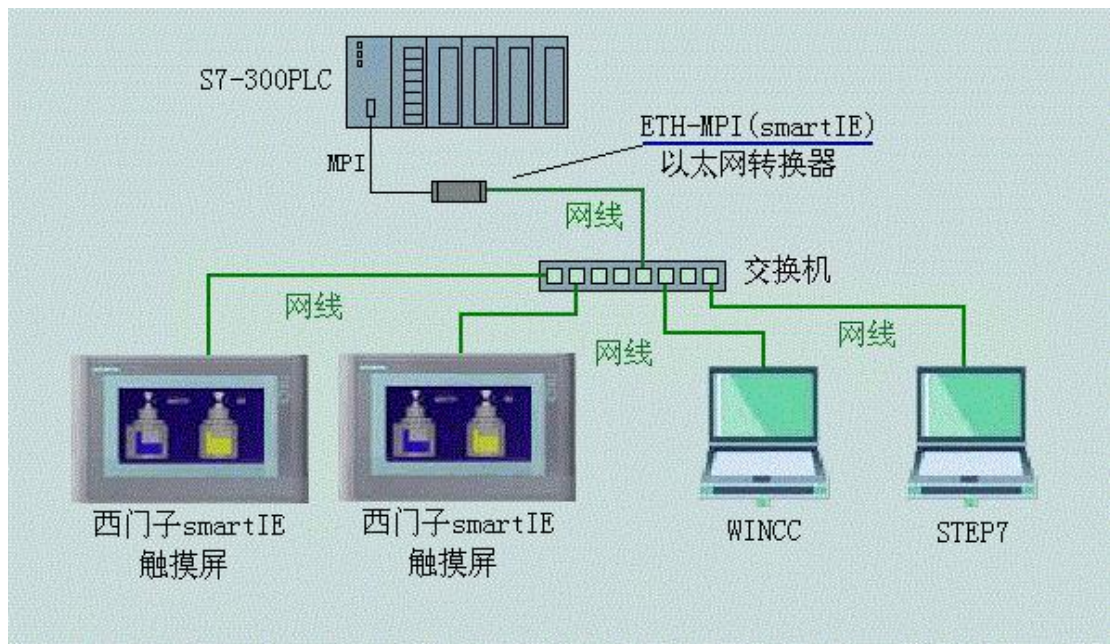 S7-300PLC
ETH-MPI(smartIE)
以太网转换器
MPI
网线
交换机
网线
网线
网线
西门子smartIE
触摸屏
西门子smartIE
触摸屏
WINCC
STEP7